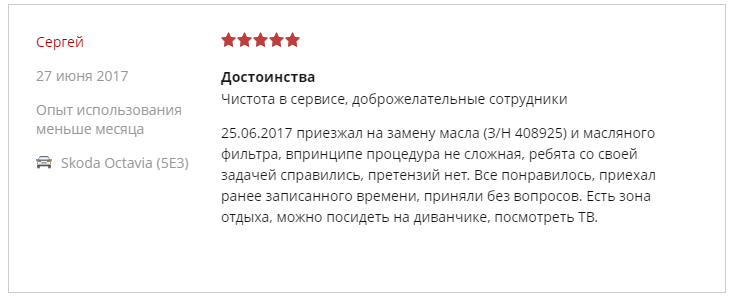 Сергей
27 июня 2017
Опыт использования
меньше месяца
Skoda Octavia (5E3)
Достоинства
Чистота в сервисе, доброжелательные сотрудники
25.06.2017 приезжал на замену масла (З/Н 408925) и масляного
фильтра, впринципе процедура не сложная, ребята со своей
задачей справились, претензий нет. Все понравилось, приехал
ранее записанного времени, приняли без вопросов. Есть зона
отдыха, можно посидеть на диванчике, посмотреть ТВ.